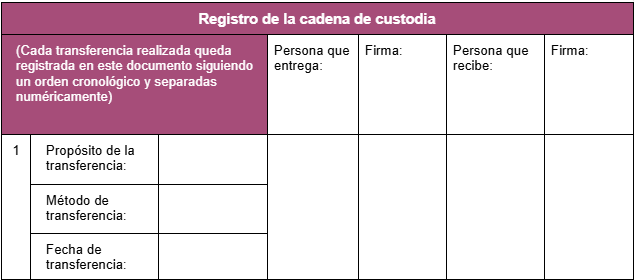 Registro de la cadena de custodia
(Cada transferencia realizada queda
registrada en este documento siguiendo
un orden cronológico y separadas
numéricamente)
Persona que
entrega:
Firma:
Persona que
recibe:
Firma:
1
Propósito de la
transferencia:
Método de
transferencia:
Fecha de
transferencia: